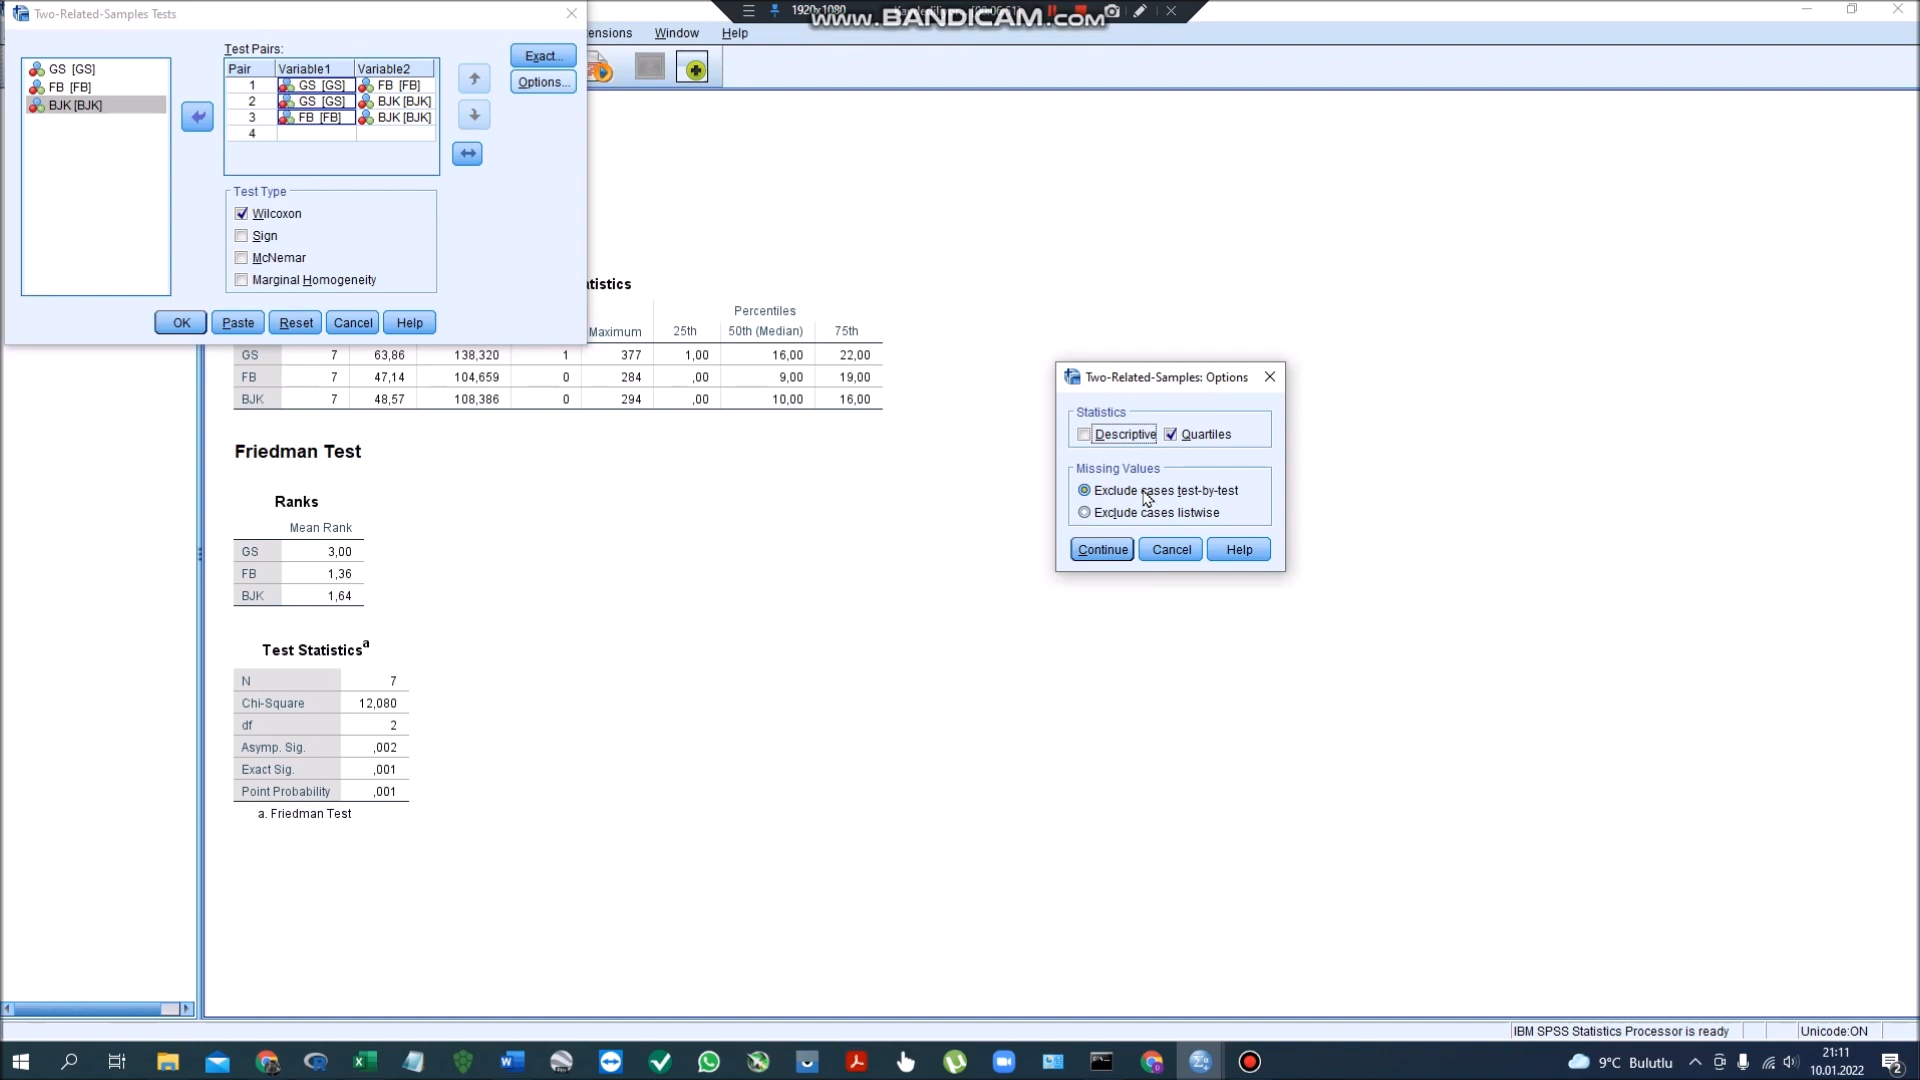 Two-Related-Samples Tests
1920x1080
www.BANDICAM.com
Window
Help
Test Pairs:
GS [GS]
FB [FB]
BJK [BJK]
Pair Variable1 Variable2
1 GS [GS] FB [FB]
2 GS [GS] BJK [BJK]
3 FB [FB] BJK [BJK]
4
Exact...
Options...
Test Type
Wilcoxon
Sign
McNemar
Marginal Homogeneity
OK Paste Reset Cancel Help
Percentiles
Maximum 25th 50th (Median) 75th
GS 7 63,86 138,320 1 377 1,00 16,00 22,00
FB 7 47,14 104,659 0 284 ,00 9,00 19,00
BJK 7 48,57 108,386 0 294 ,00 10,00 16,00
Friedman Test
Ranks
Mean Rank
GS 3,00
FB 1,36
BJK 1,64
Test Statisticsa
N 7
Chi-Square 12,080
df 2
Asymp. Sig. ,002
Exact Sig. ,001
Point Probability ,001
a. Friedman Test
Two-Related-Samples: Options
Statistics
Descriptive Quartiles
Missing Values
Exclude cases test-by-test
Exclude cases listwise
Continue Cancel Help
IBM SPSS Statistics Processor is ready
Unicode:ON
9°C Bulutlu
21:11
10.01.2022
2